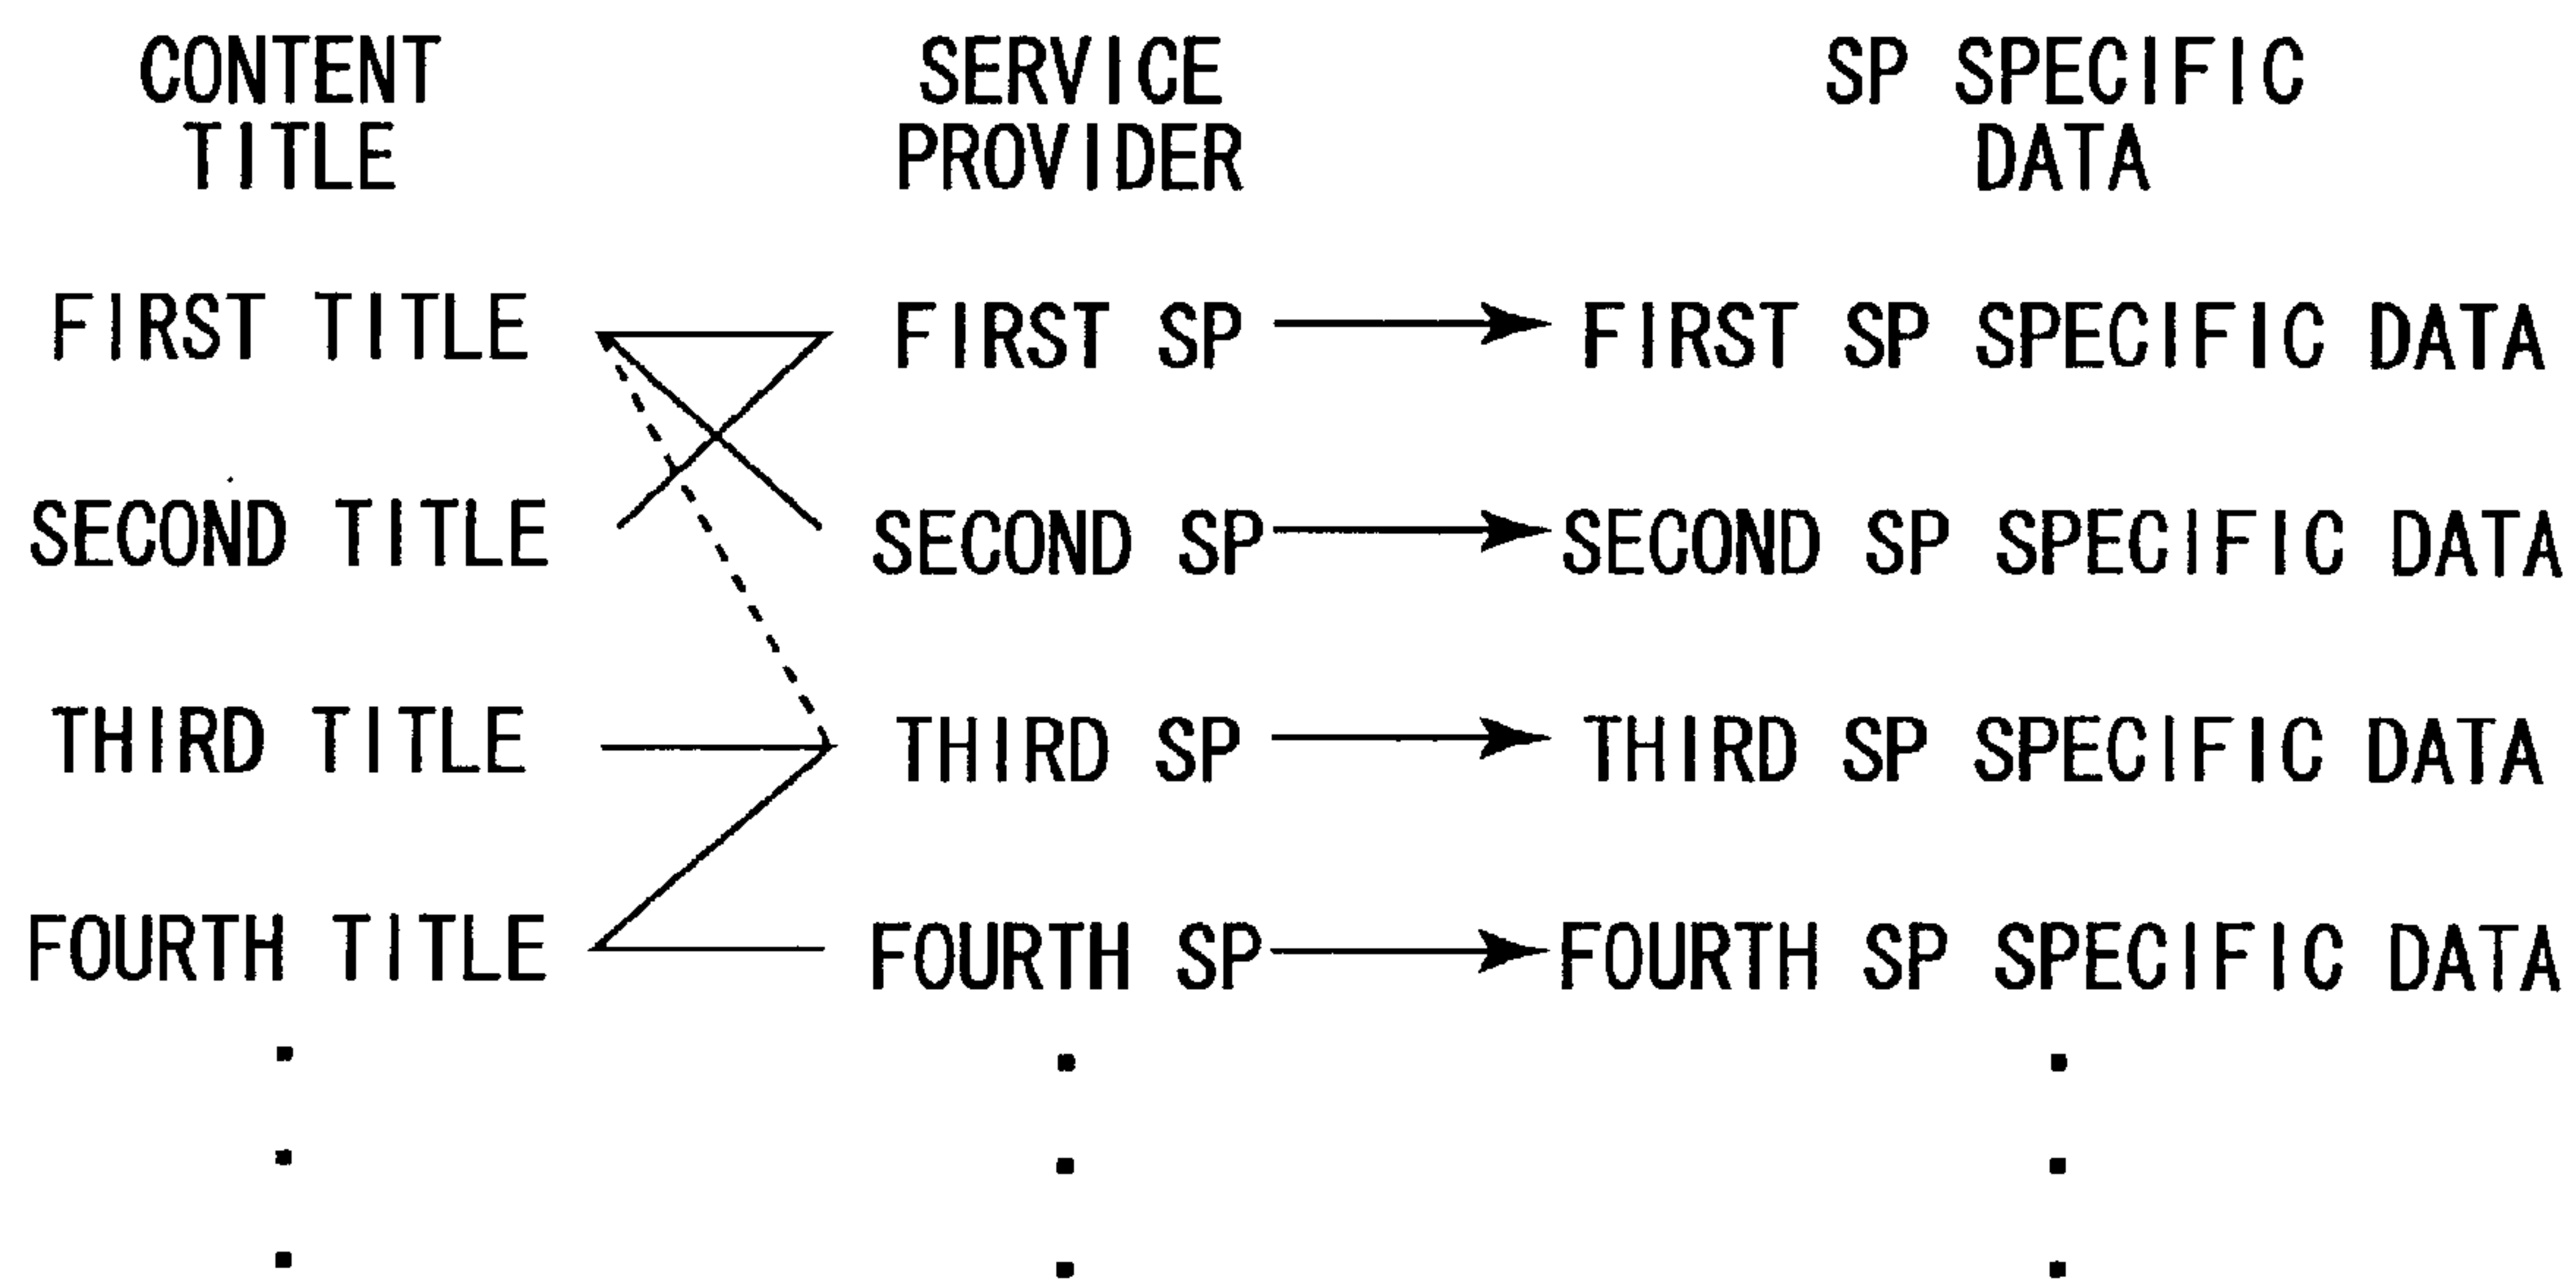 CONTENT TITLE
SERVICE PROVIDER
SP SPECIFIC DATA
FIRST TITLE FIRST SP FIRST SP SPECIFIC DATA
SECOND TITLE SECOND SP SECOND SP SPECIFIC DATA
THIRD TITLE THIRD SP THIRD SP SPECIFIC DATA
FOURTH TITLE FOURTH SP FOURTH SP SPECIFIC DATA